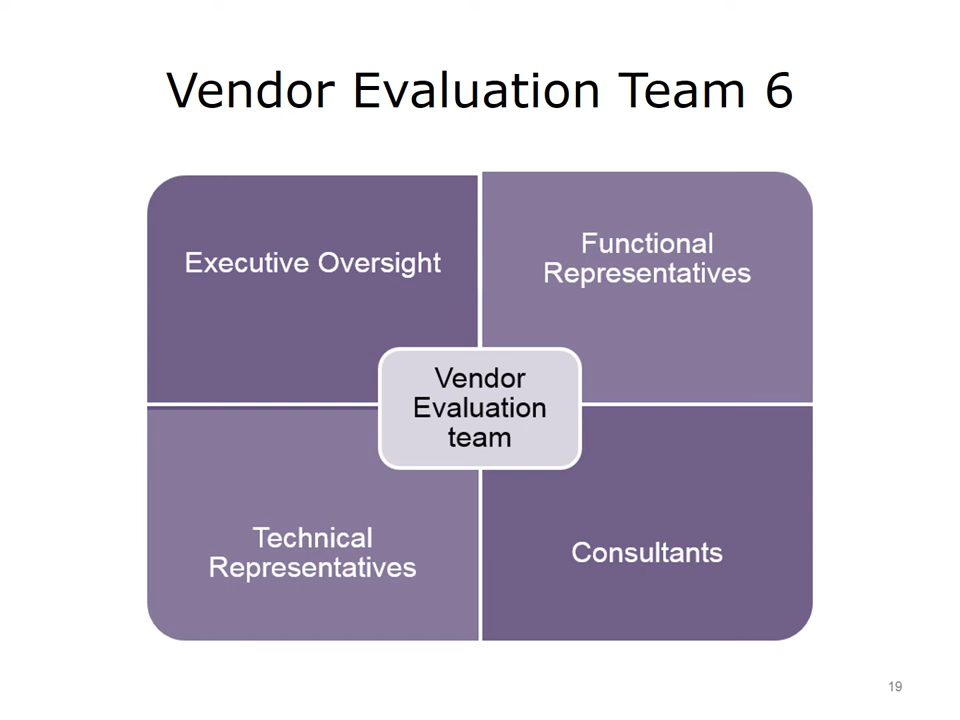 Vendor Evaluation Team 6
Executive Oversight
Functional
Representatives
Vendor
Evaluation
team
Technical
Representatives
Consultants
19